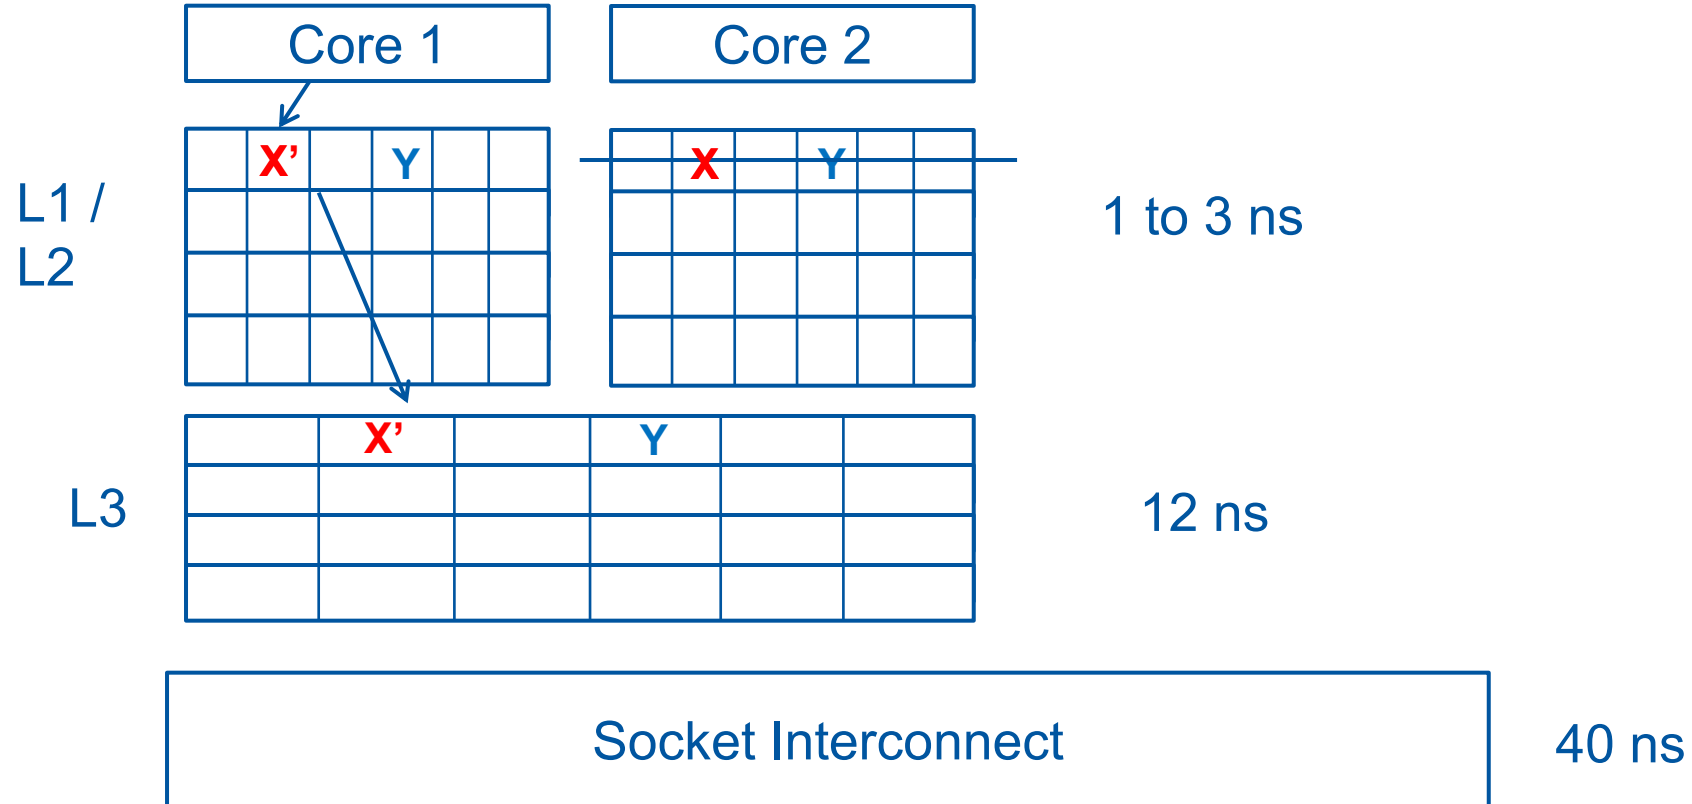 Core 1
Core 2
L1 /
L2
X’
Y
X
Y
1 to 3 ns
L3
X’
Y
12 ns
Socket Interconnect
40 ns